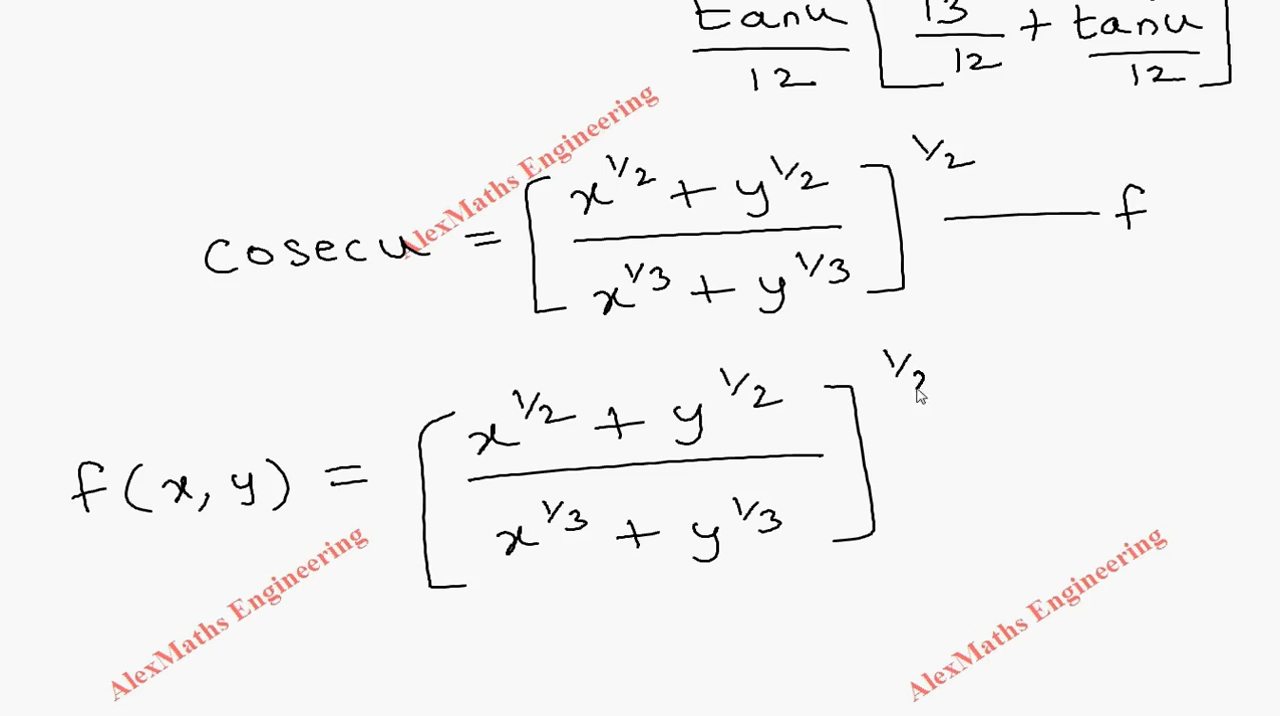 tanu/12 [ 13/12 + tanu/12 ]
cosecu = [ x^1/2 + y^1/2 / x^1/3 + y^1/3 ]^1/2 —— f
f(x, y) = [ x^1/2 + y^1/2 / x^1/3 + y^1/3 ]^1/2
AlexMaths Engineering
AlexMaths Engineering
AlexMaths Engineering